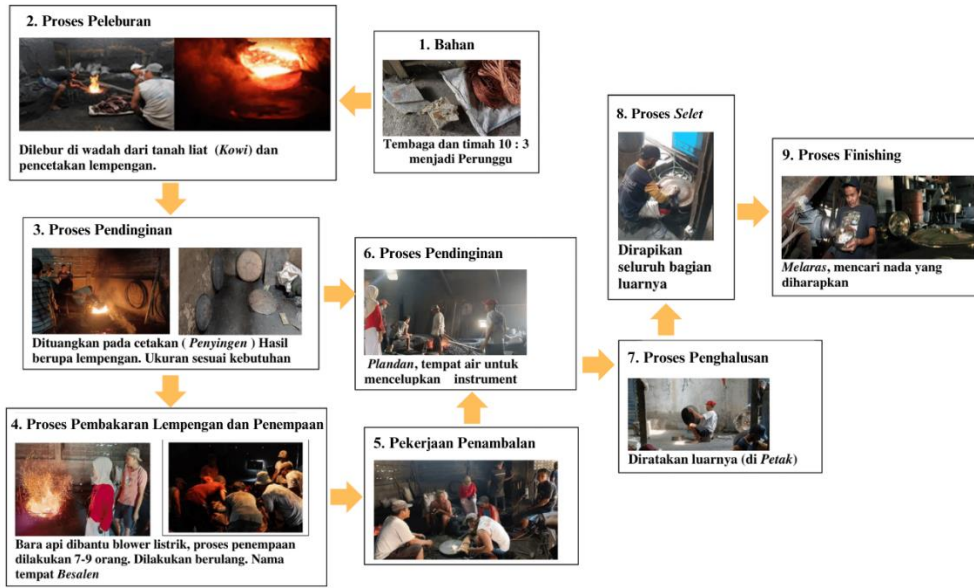 1. Bahan
Tembaga dan timah 10 : 3
menjadi Perunggu
2. Proses Peleburan
Dilebur di wadah dari tanah liat (Kowi) dan
pencetakan lempengan.
3. Proses Pendinginan
Dituangkan pada cetakan ( Penyingen ) Hasil
berupa lempengan. Ukuran sesuai kebutuhan
4. Proses Pembakaran Lempengan dan Penempaan
Bara api dibantu blower listrik, proses penempaan
dilakukan 7-9 orang. Dilakukan berulang. Nama
tempat Besalen
5. Pekerjaan Penambalan
6. Proses Pendinginan
Plandan, tempat air untuk
mencelupkan instrument
7. Proses Penghalusan
Diratakan luarnya (di Petak)
8. Proses Selet
Dirapikan
seluruh bagian
luarnya
9. Proses Finishing
Melaras, mencari nada yang
diharapkan